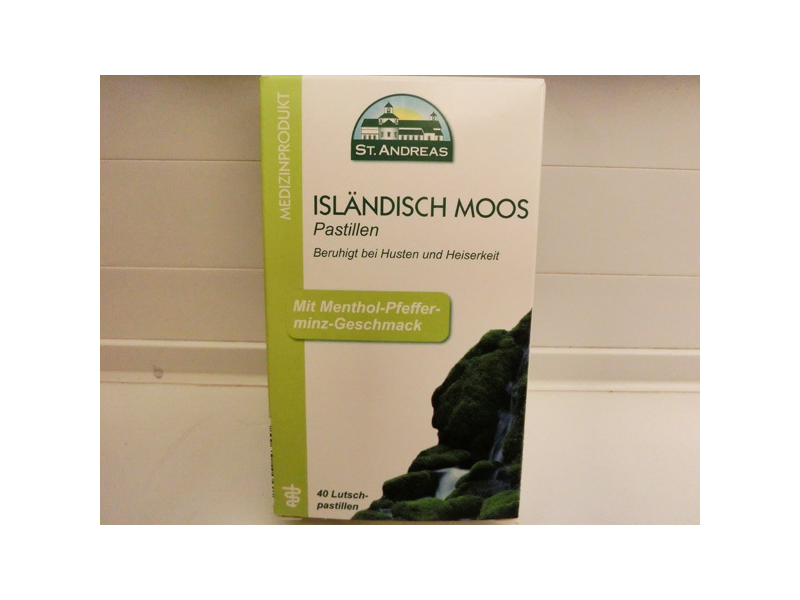 MEDIZINPRODUKT
ST. ANDREAS
ISLÄNDISCH MOOS
Pastillen
Beruhigt bei Husten und Heiserkeit
Mit Menthol-Pfeffer-
minz-Geschmack
40 Lutsch-
pastillen